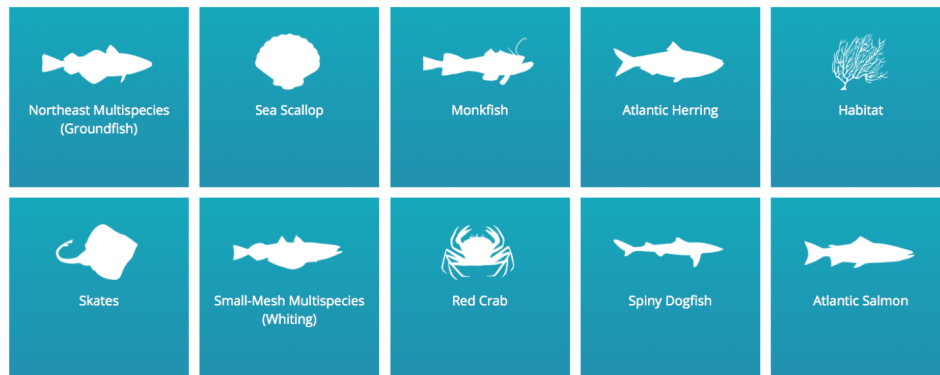 Northeast Multispecies
(Groundfish)
Sea Scallop
Monkfish
Atlantic Herring
Habitat
Skates
Small-Mesh Multispecies
(Whiting)
Red Crab
Spiny Dogfish
Atlantic Salmon